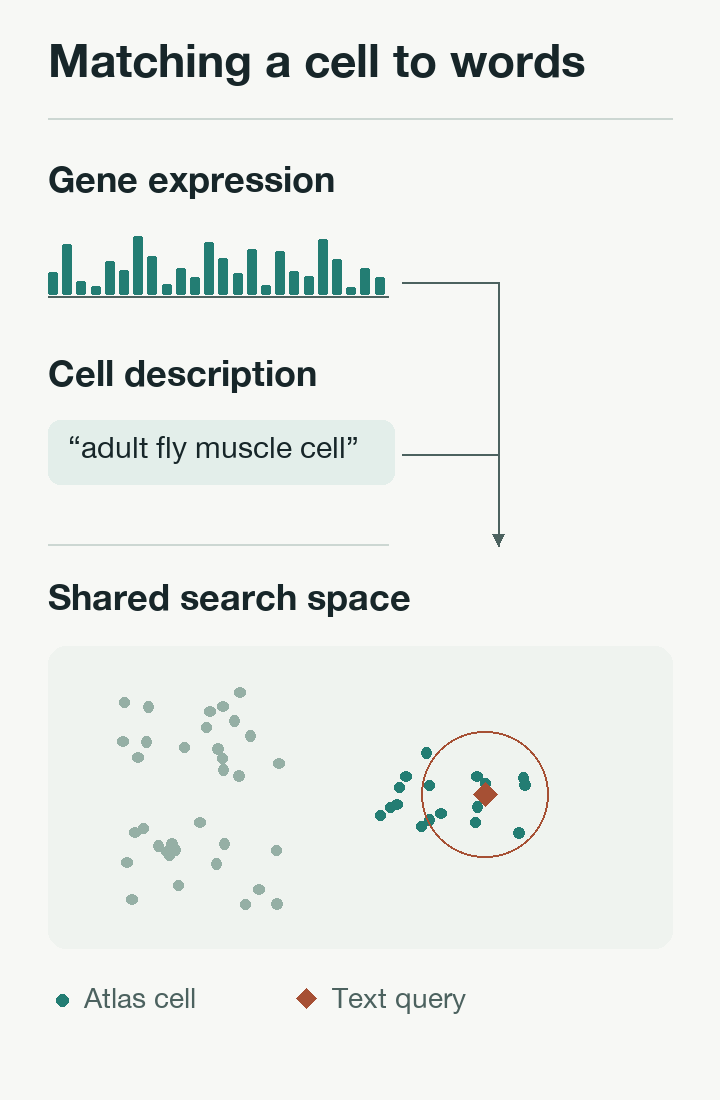 Matching a cell to words
Gene expression
Cell description
“adult fly muscle cell”
Shared search space
Atlas cell
Text query